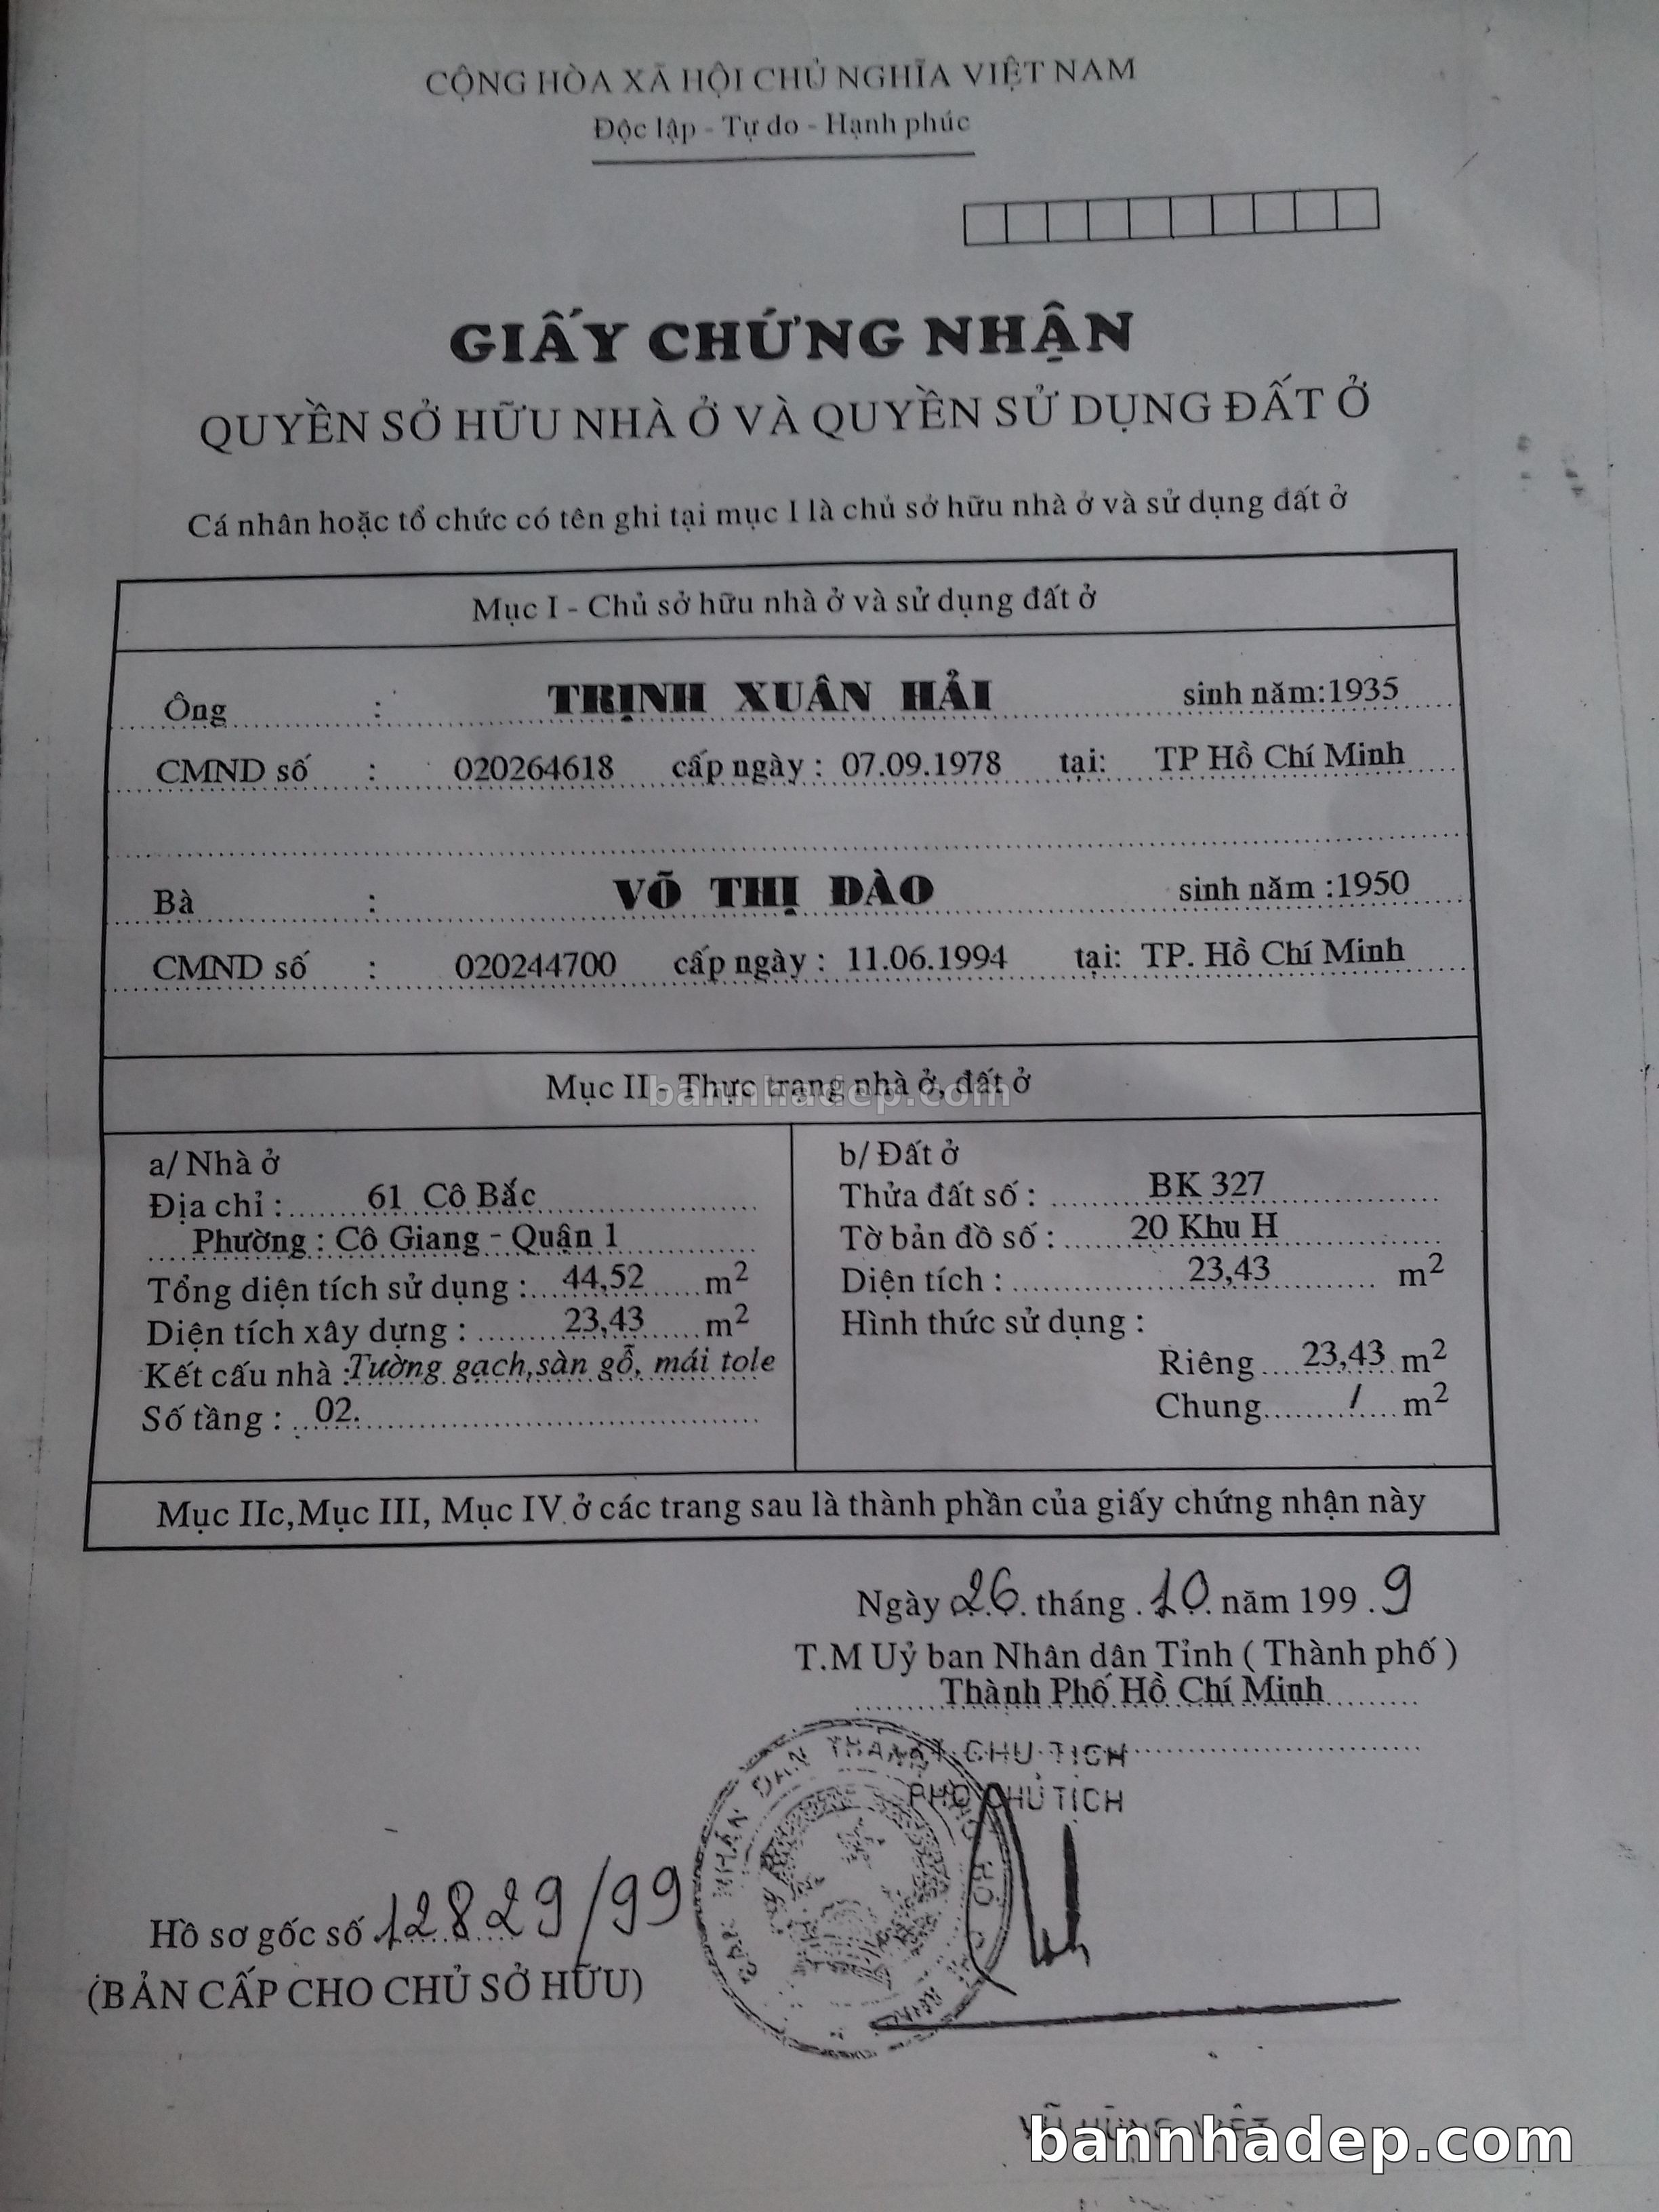 CỘNG HÒA XÃ HỘI CHỦ NGHĨA VIỆT NAM
Độc lập - Tự do - Hạnh phúc
GIẤY CHỨNG NHẬN
QUYỀN SỞ HỮU NHÀ Ở VÀ QUYỀN SỬ DỤNG ĐẤT Ở
Cá nhân hoặc tổ chức có tên ghi tại mục I là chủ sở hữu nhà ở và sử dụng đất ở
Mục I - Chủ sở hữu nhà ở và sử dụng đất ở
Ông : TRỊNH XUÂN HẢI sinh năm:1935
CMND số : 020264618 cấp ngày : 07.09.1978 tại: TP Hồ Chí Minh
Bà : VÕ THỊ ĐÀO sinh năm :1950
CMND số : 020244700 cấp ngày : 11.06.1994 tại: TP. Hồ Chí Minh
Mục II - Thực trạng nhà ở, đất ở
bannhadep.com
a/ Nhà ở
Địa chỉ : 61 Cô Bắc
Phường : Cô Giang - Quận 1
Tổng diện tích sử dụng : 44,52 m2
Diện tích xây dựng : 23,43 m2
Kết cấu nhà : Tường gạch,sàn gỗ, mái tole
Số tầng : 02.
b/ Đất ở
Thửa đất số : BK 327
Tờ bản đồ số : 20 Khu H
Diện tích : 23,43 m2
Hình thức sử dụng :
Riêng 23,43 m2
Chung / m2
Mục IIc,Mục III, Mục IV ở các trang sau là thành phần của giấy chứng nhận này
Ngày 26 tháng 10 năm 1999
T.M Uỷ ban Nhân dân Tỉnh ( Thành phố )
Thành Phố Hồ Chí Minh
CHỦ TỊCH
PHÓ CHỦ TỊCH
Hồ sơ gốc số 12829/99
(BẢN CẤP CHO CHỦ SỞ HỮU)
bannhadep.com